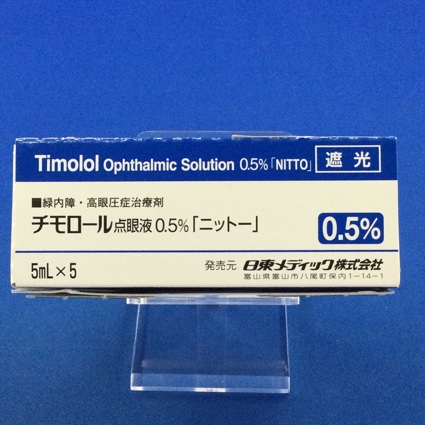 Timolol Ophthalmic Solution 0.5%「NITTO」 遮光
■緑内障・高眼圧症治療剤
チモロール点眼液0.5%「ニットー」 0.5%
5mL×5 発売元 日東メディック株式会社
富山県富山市八尾町保内1-14-1